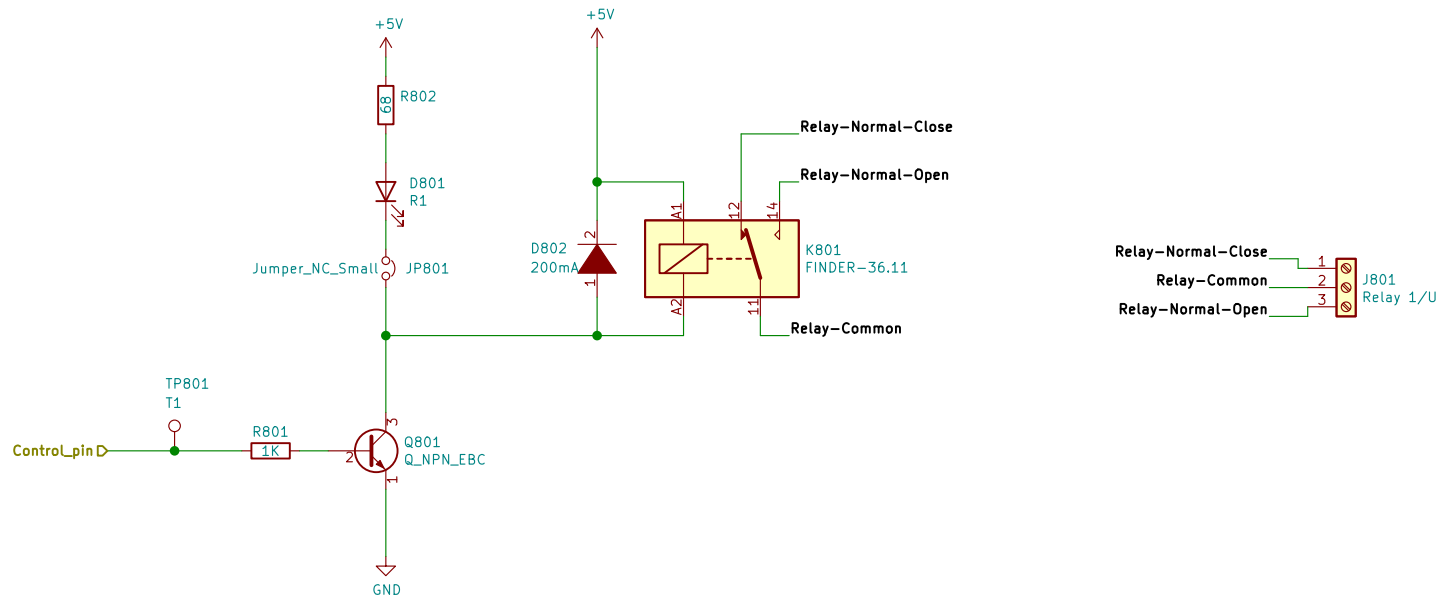 +5V
+5V
68
R802
Relay-Normal-Close
Relay-Normal-Open
D801
R1
A1
12
14
2
D802
200mA
1
K801
FINDER-36.11
Jumper_NC_Small
JP801
A2
11
Relay-Common
Relay-Normal-Close
1
Relay-Common
2
Relay-Normal-Open
3
J801
Relay 1/U
TP801
T1
Control_pin
R801
1K
2
3
Q801
Q_NPN_EBC
1
GND